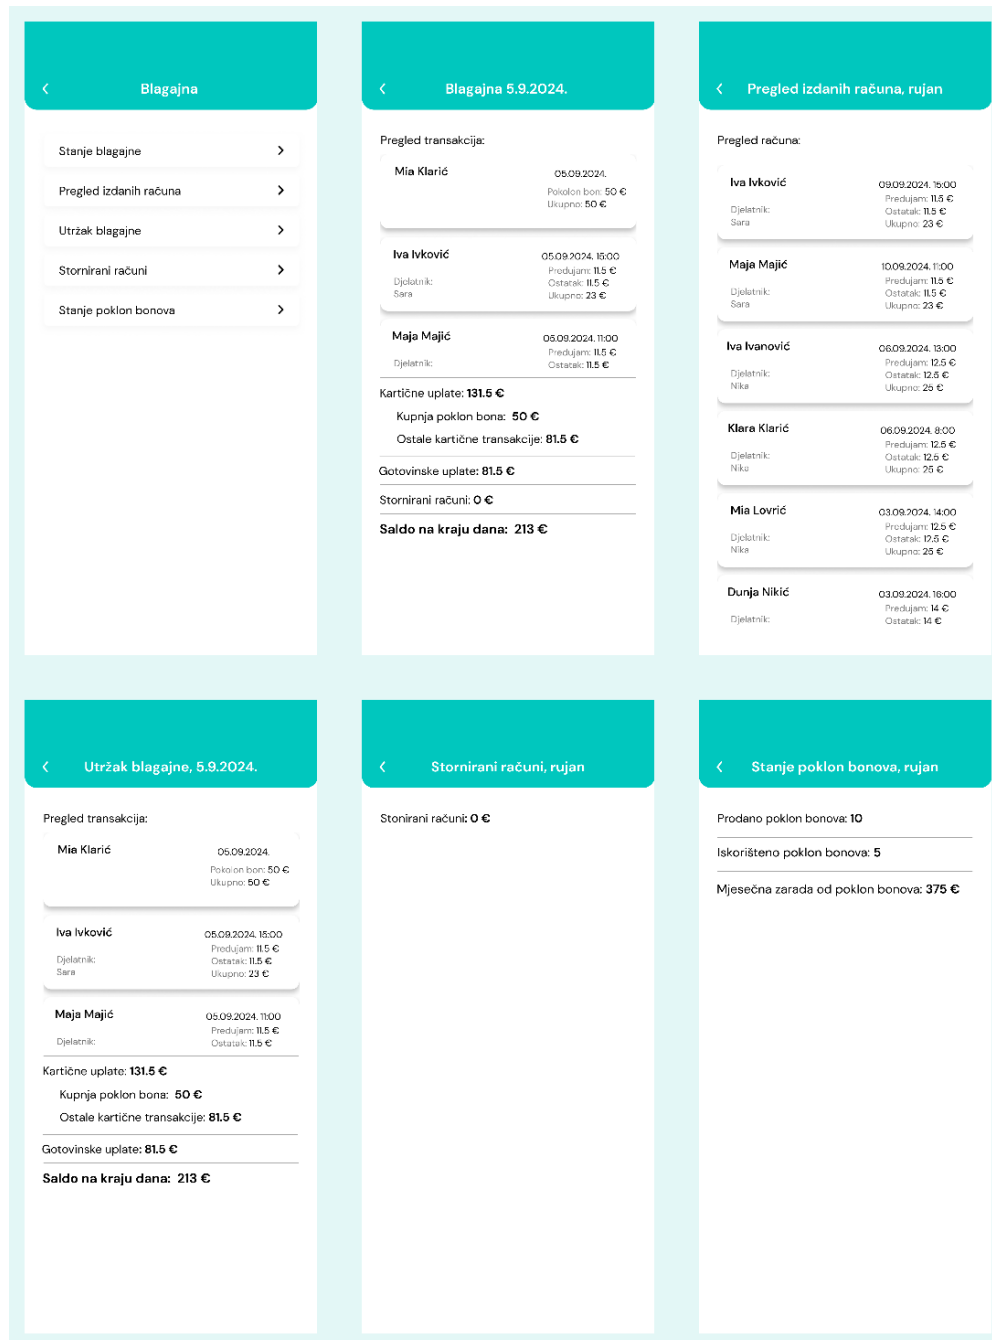 Blagajna
Stanje blagajne
Pregled izdanih računa
Utržak blagajne
Stornirani računi
Stanje poklon bonova
Blagajna 5.9.2024.
Pregled transakcija:
Mia Klarić
05.09.2024.
Pokolon bon: 50 €
Ukupno: 50 €
Iva Ivković
05.09.2024. 15:00
Predujam: 11.5 €
Djelatnik:
Ostatak: 11.5 €
Sara
Ukupno: 23 €
Maja Majić
05.09.2024. 11:00
Predujam: 11.5 €
Djelatnik:
Ostatak: 11.5 €
Kartične uplate: 131.5 €
Kupnja poklon bona: 50 €
Ostale kartične transakcije: 81.5 €
Gotovinske uplate: 81.5 €
Stornirani računi: 0 €
Saldo na kraju dana: 213 €
Pregled izdanih računa, rujan
Pregled računa:
Iva Ivković
09.09.2024. 15:00
Predujam: 11.5 €
Djelatnik:
Ostatak: 11.5 €
Sara
Ukupno: 23 €
Maja Majić
10.09.2024. 11:00
Predujam: 11.5 €
Djelatnik:
Ostatak: 11.5 €
Sara
Ukupno: 23 €
Iva Ivanović
06.09.2024. 13:00
Predujam: 12.5 €
Djelatnik:
Ostatak: 12.5 €
Nika
Ukupno: 25 €
Klara Klarić
06.09.2024. 8:00
Predujam: 12.5 €
Djelatnik:
Ostatak: 12.5 €
Nika
Ukupno: 25 €
Mia Lovrić
03.09.2024. 14:00
Predujam: 12.5 €
Djelatnik:
Ostatak: 12.5 €
Nika
Ukupno: 25 €
Dunja Nikić
03.09.2024. 16:00
Predujam: 14 €
Djelatnik:
Ostatak: 14 €
Utržak blagajne, 5.9.2024.
Pregled transakcija:
Mia Klarić
05.09.2024.
Pokolon bon: 50 €
Ukupno: 50 €
Iva Ivković
05.09.2024. 15:00
Predujam: 11.5 €
Djelatnik:
Ostatak: 11.5 €
Sara
Ukupno: 23 €
Maja Majić
05.09.2024. 11:00
Predujam: 11.5 €
Djelatnik:
Ostatak: 11.5 €
Kartične uplate: 131.5 €
Kupnja poklon bona: 50 €
Ostale kartične transakcije: 81.5 €
Gotovinske uplate: 81.5 €
Saldo na kraju dana: 213 €
Stornirani računi, rujan
Stonirani računi: 0 €
Stanje poklon bonova, rujan
Prodano poklon bonova: 10
Iskorišteno poklon bonova: 5
Mjesečna zarada od poklon bonova: 375 €